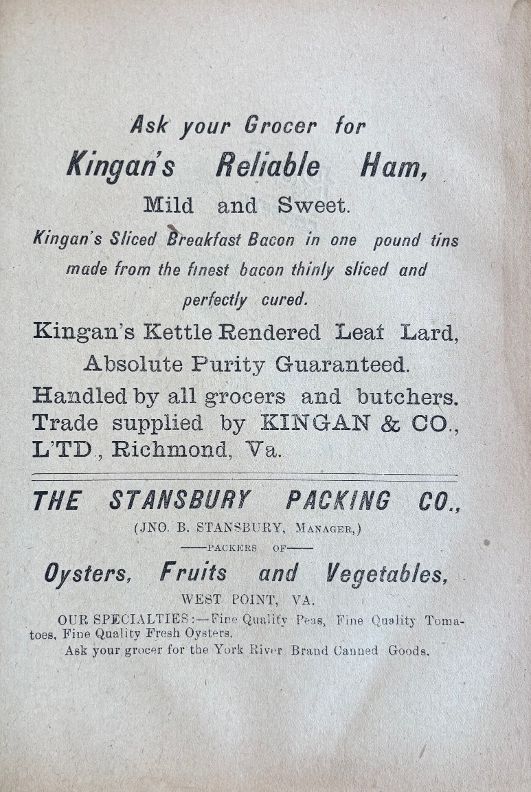 Ask your Grocer for
Kingan's Reliable Ham,
Mild and Sweet.
Kingan's Sliced Breakfast Bacon in one pound tins
made from the finest bacon thinly sliced and
perfectly cured.
Kingan's Kettle Rendered Leaf Lard,
Absolute Purity Guaranteed.
Handled by all grocers and butchers.
Trade supplied by KINGAN & CO.,
L'TD, Richmond, Va.
THE STANSBURY PACKING CO.,
(JNO. B. STANSBURY, MANAGER,)
——PACKERS OF——
Oysters, Fruits and Vegetables,
WEST POINT, VA.
OUR SPECIALTIES:—Fine Quality Peas, Fine Quality Toma-
toes, Fine Quality Fresh Oysters.
Ask your grocer for the York River Brand Canned Goods.